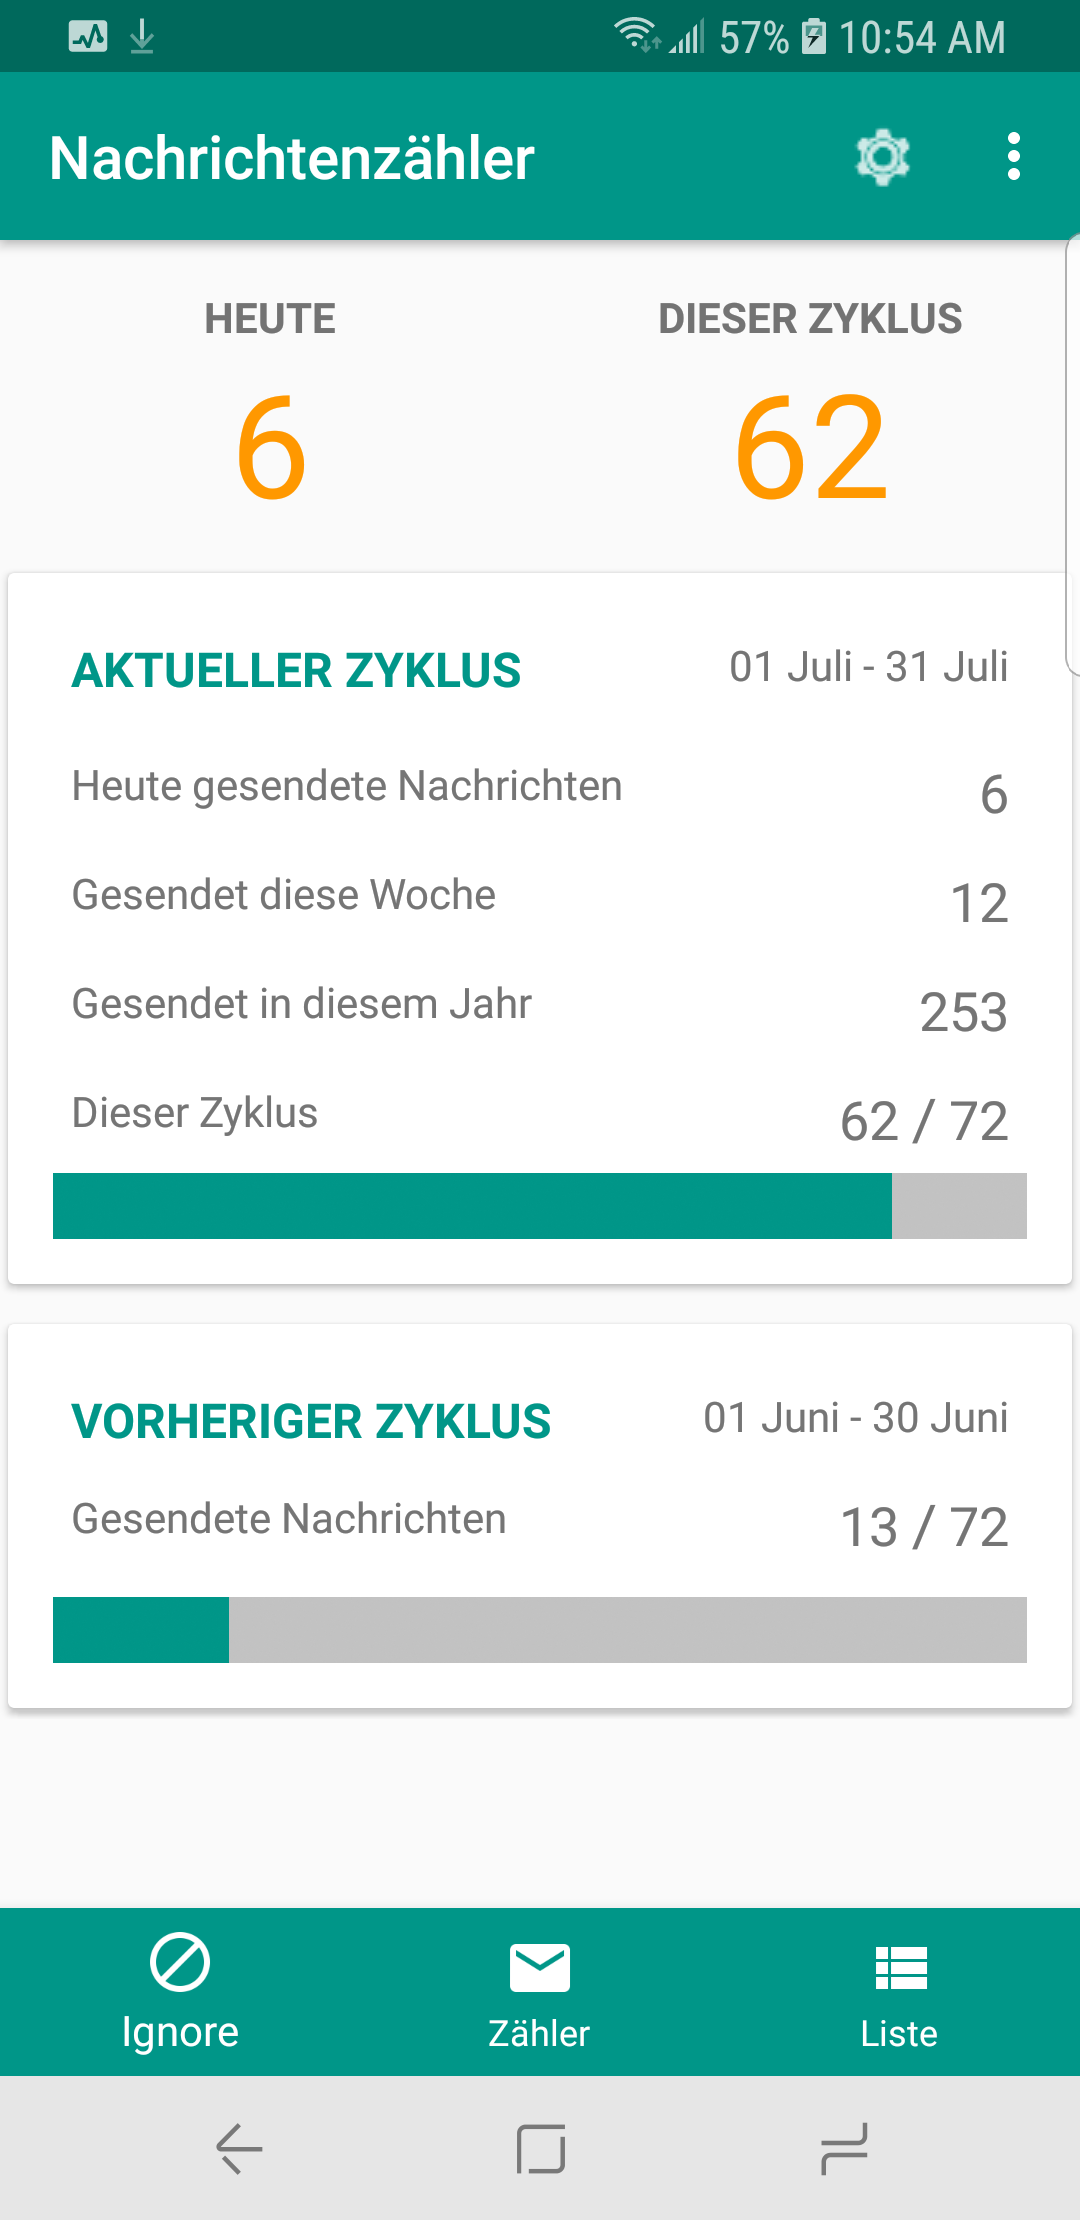 57% 10:54 AM
Nachrichtenzähler
HEUTE DIESER ZYKLUS
6 62
AKTUELLER ZYKLUS 01 Juli - 31 Juli
Heute gesendete Nachrichten 6
Gesendet diese Woche 12
Gesendet in diesem Jahr 253
Dieser Zyklus 62 / 72
VORHERIGER ZYKLUS 01 Juni - 30 Juni
Gesendete Nachrichten 13 / 72
Ignore Zähler Liste